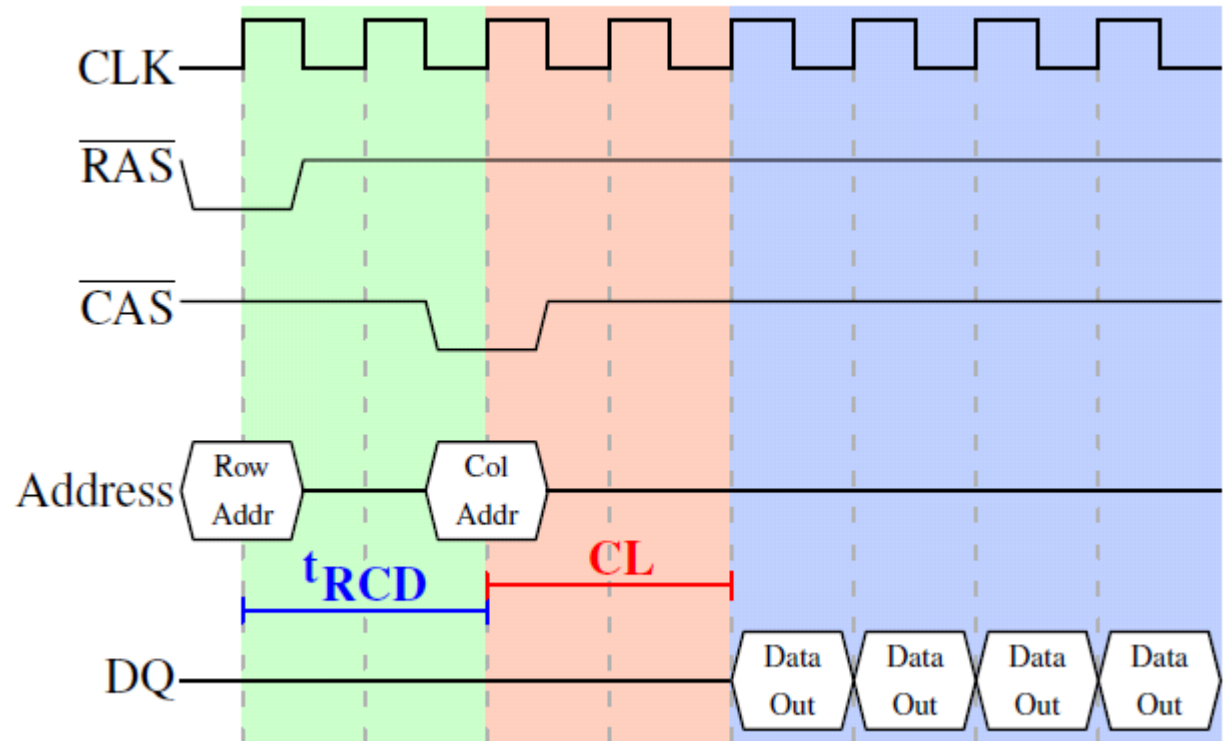 CLK
RAS
CAS
Address
Row
Addr
Col
Addr
tRCD
CL
DQ
Data
Out
Data
Out
Data
Out
Data
Out